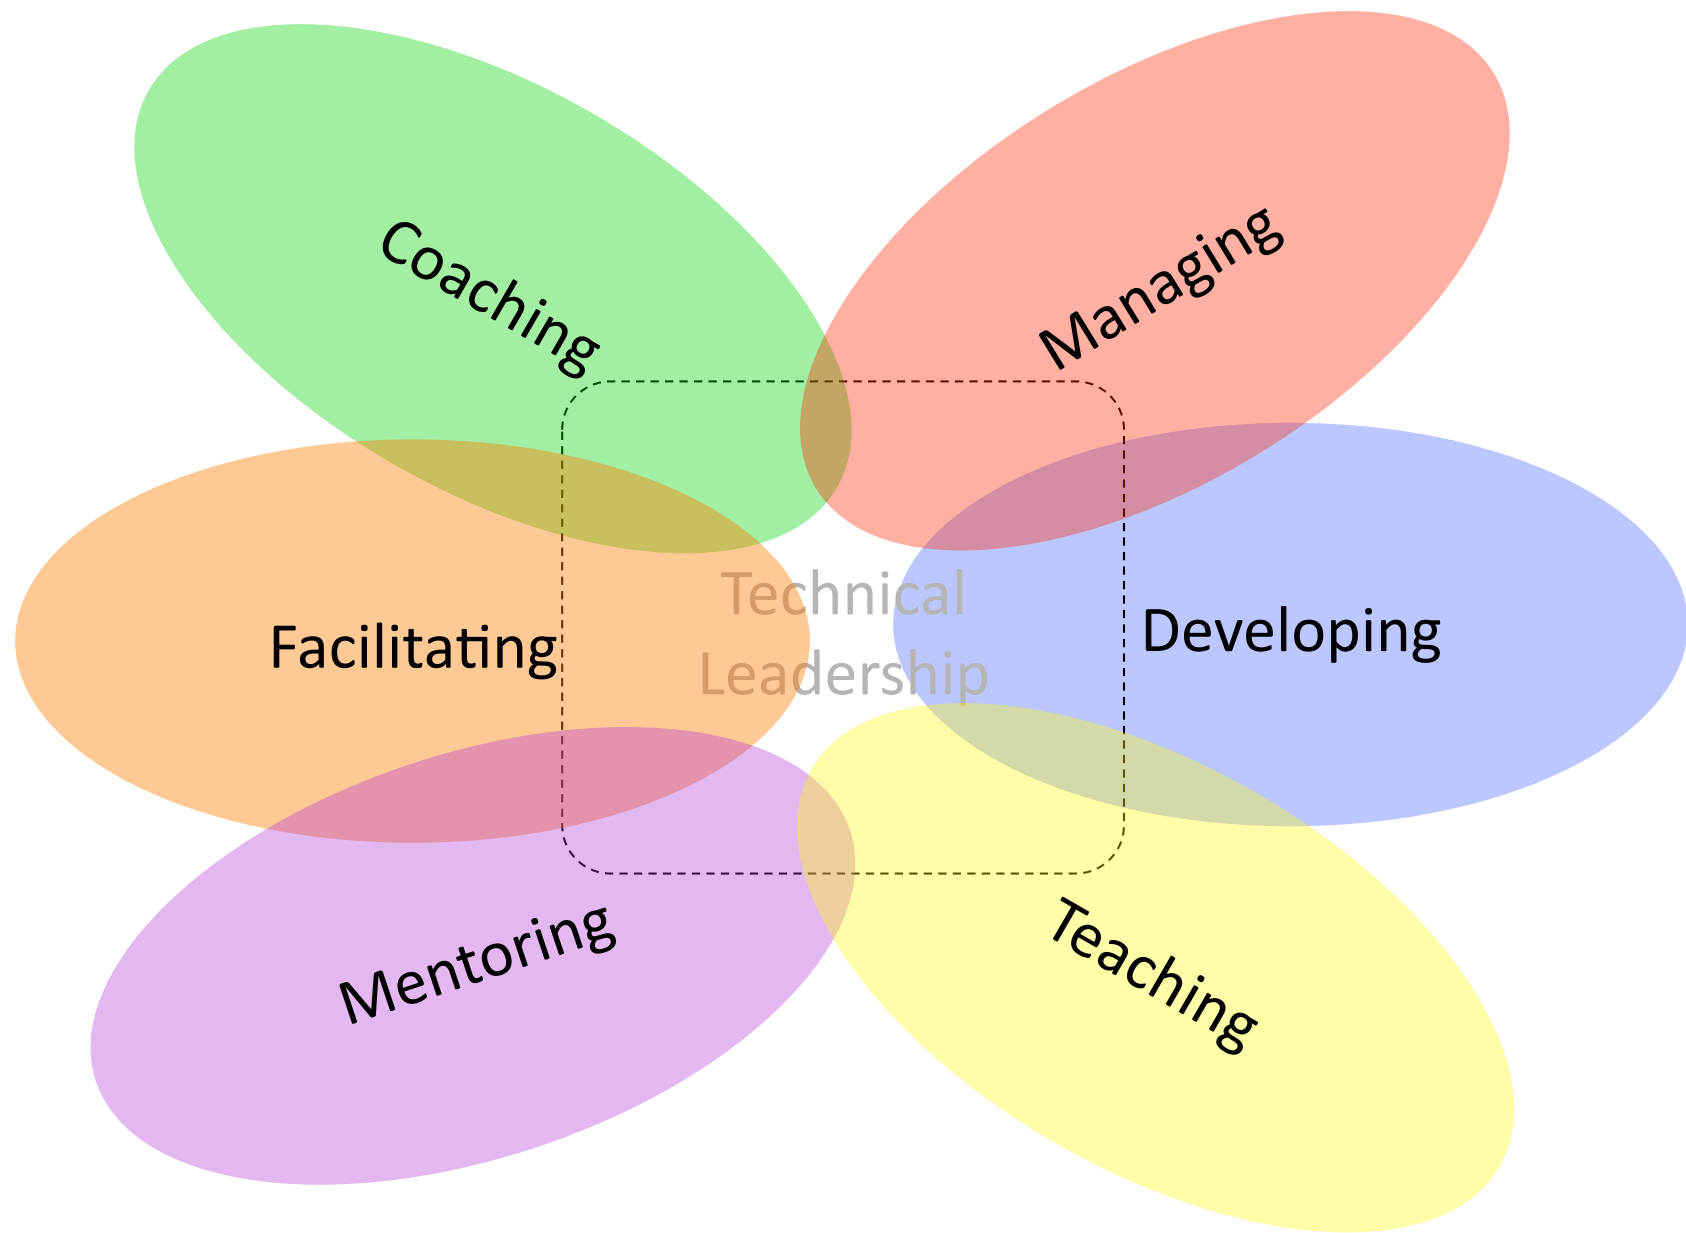 Coaching
Managing
Technical
Leadership
Facilitating
Developing
Mentoring
Teaching